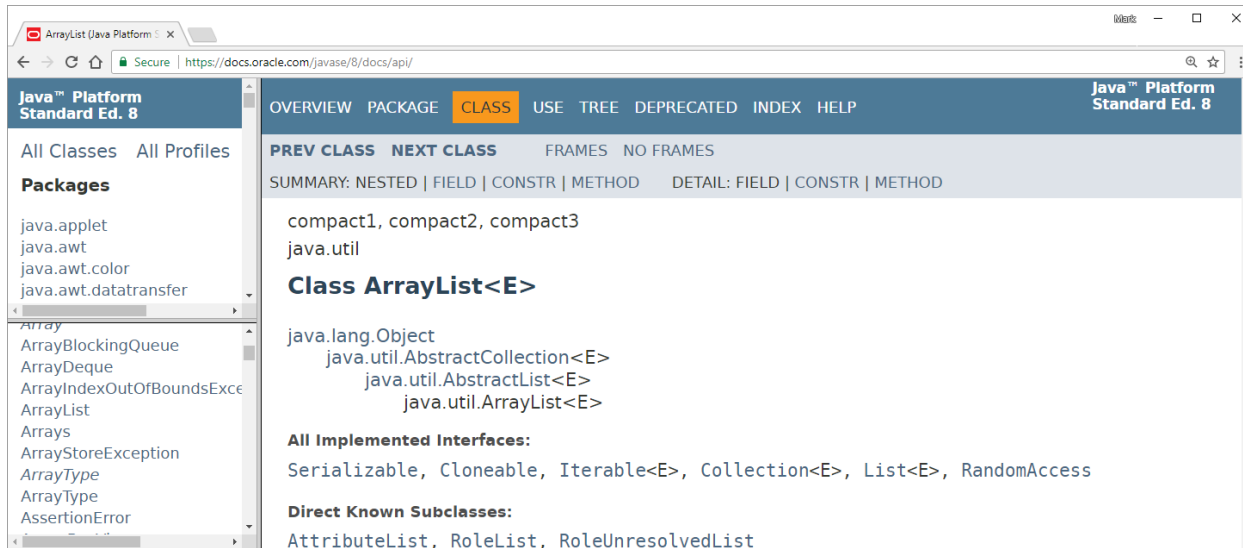 Mark
ArrayList (Java Platform S
Secure | https://docs.oracle.com/javase/8/docs/api/
Java™ Platform
Standard Ed. 8
All Classes All Profiles
Packages
java.applet
java.awt
java.awt.color
java.awt.datatransfer
Array
ArrayBlockingQueue
ArrayDeque
ArrayIndexOutOfBoundsExce
ArrayList
Arrays
ArrayStoreException
ArrayType
ArrayType
AssertionError
OVERVIEW PACKAGE CLASS USE TREE DEPRECATED INDEX HELP
Java™ Platform
Standard Ed. 8
PREV CLASS NEXT CLASS FRAMES NO FRAMES
SUMMARY: NESTED | FIELD | CONSTR | METHOD DETAIL: FIELD | CONSTR | METHOD
compact1, compact2, compact3
java.util
Class ArrayList<E>
java.lang.Object
java.util.AbstractCollection<E>
java.util.AbstractList<E>
java.util.ArrayList<E>
All Implemented Interfaces:
Serializable, Cloneable, Iterable<E>, Collection<E>, List<E>, RandomAccess
Direct Known Subclasses:
AttributeList, RoleList, RoleUnresolvedList